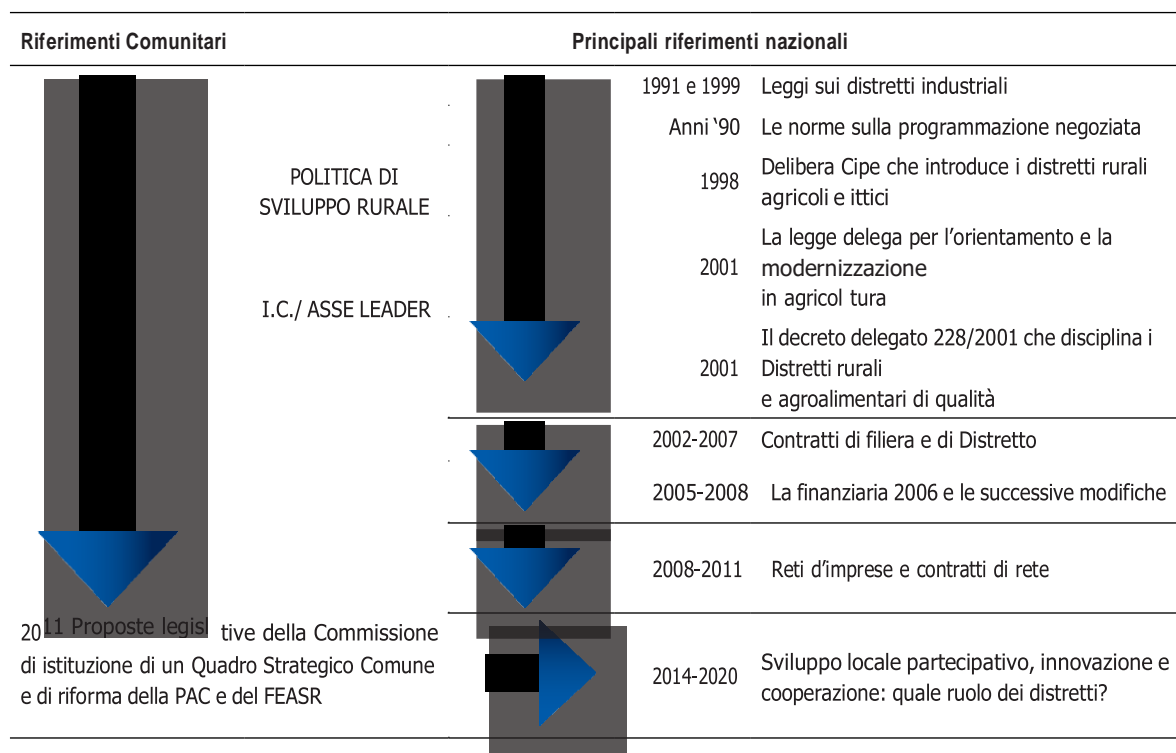 Riferimenti Comunitari
Principali riferimenti nazionali
POLITICA DI
SVILUPPO RURALE
I.C./ ASSE LEADER
2011 Proposte legisl tive della Commissione
di istituzione di un Quadro Strategico Comune
e di riforma della PAC e del FEASR
1991 e 1999 Leggi sui distretti industriali
Anni ‘90 Le norme sulla programmazione negoziata
1998 Delibera Cipe che introduce i distretti rurali
agricoli e ittici
La legge delega per l’orientamento e la
2001 modernizzazione
in agricol tura
Il decreto delegato 228/2001 che disciplina i
2001 Distretti rurali
e agroalimentari di qualità
2002-2007 Contratti di filiera e di Distretto
2005-2008 La finanziaria 2006 e le successive modifiche
2008-2011 Reti d’imprese e contratti di rete
2014-2020 Sviluppo locale partecipativo, innovazione e
cooperazione: quale ruolo dei distretti?